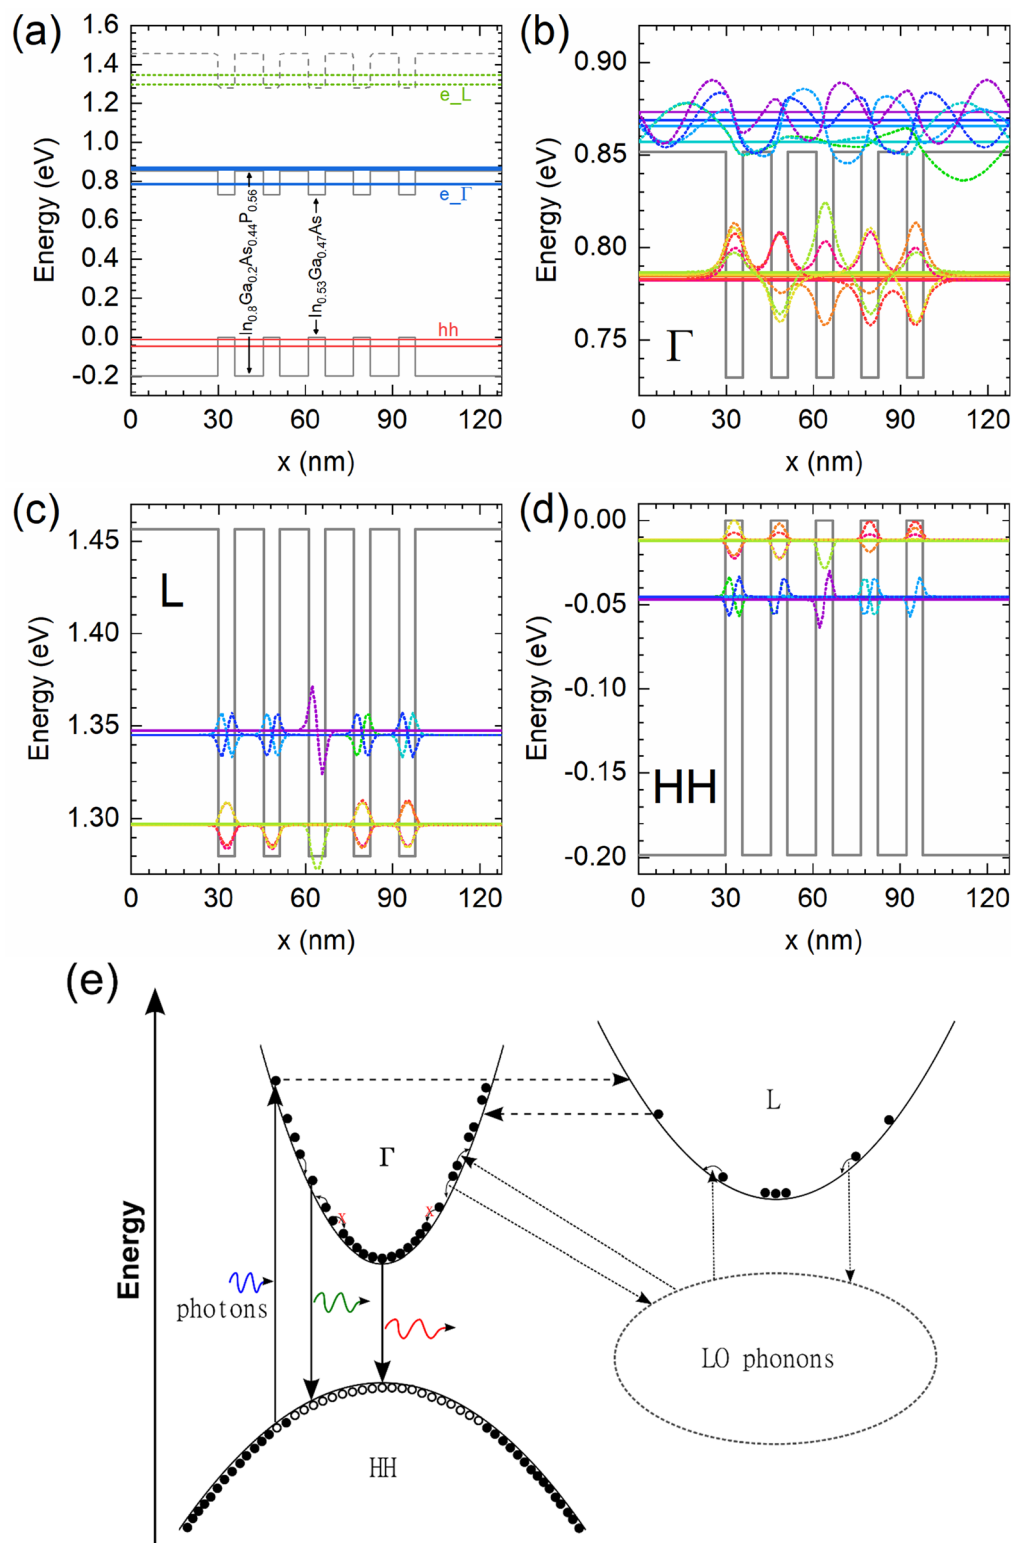 (a)
1.6
1.4
1.2
1.0
0.8
0.6
0.4
0.2
0.0
-0.2
Energy (eV)
e_L
e_Γ
hh
In0.8Ga0.2As0.44P0.56
In0.53Ga0.47As
0 30 60 90 120
x (nm)
(b)
0.90
0.85
0.80
0.75
Energy (eV)
Γ
0 30 60 90 120
x (nm)
(c)
1.45
1.40
1.35
1.30
Energy (eV)
L
0 30 60 90 120
x (nm)
(d)
0.00
-0.05
-0.10
-0.15
-0.20
Energy (eV)
HH
0 30 60 90 120
x (nm)
(e)
Energy
Γ
L
x x
photons
LO phonons
HH